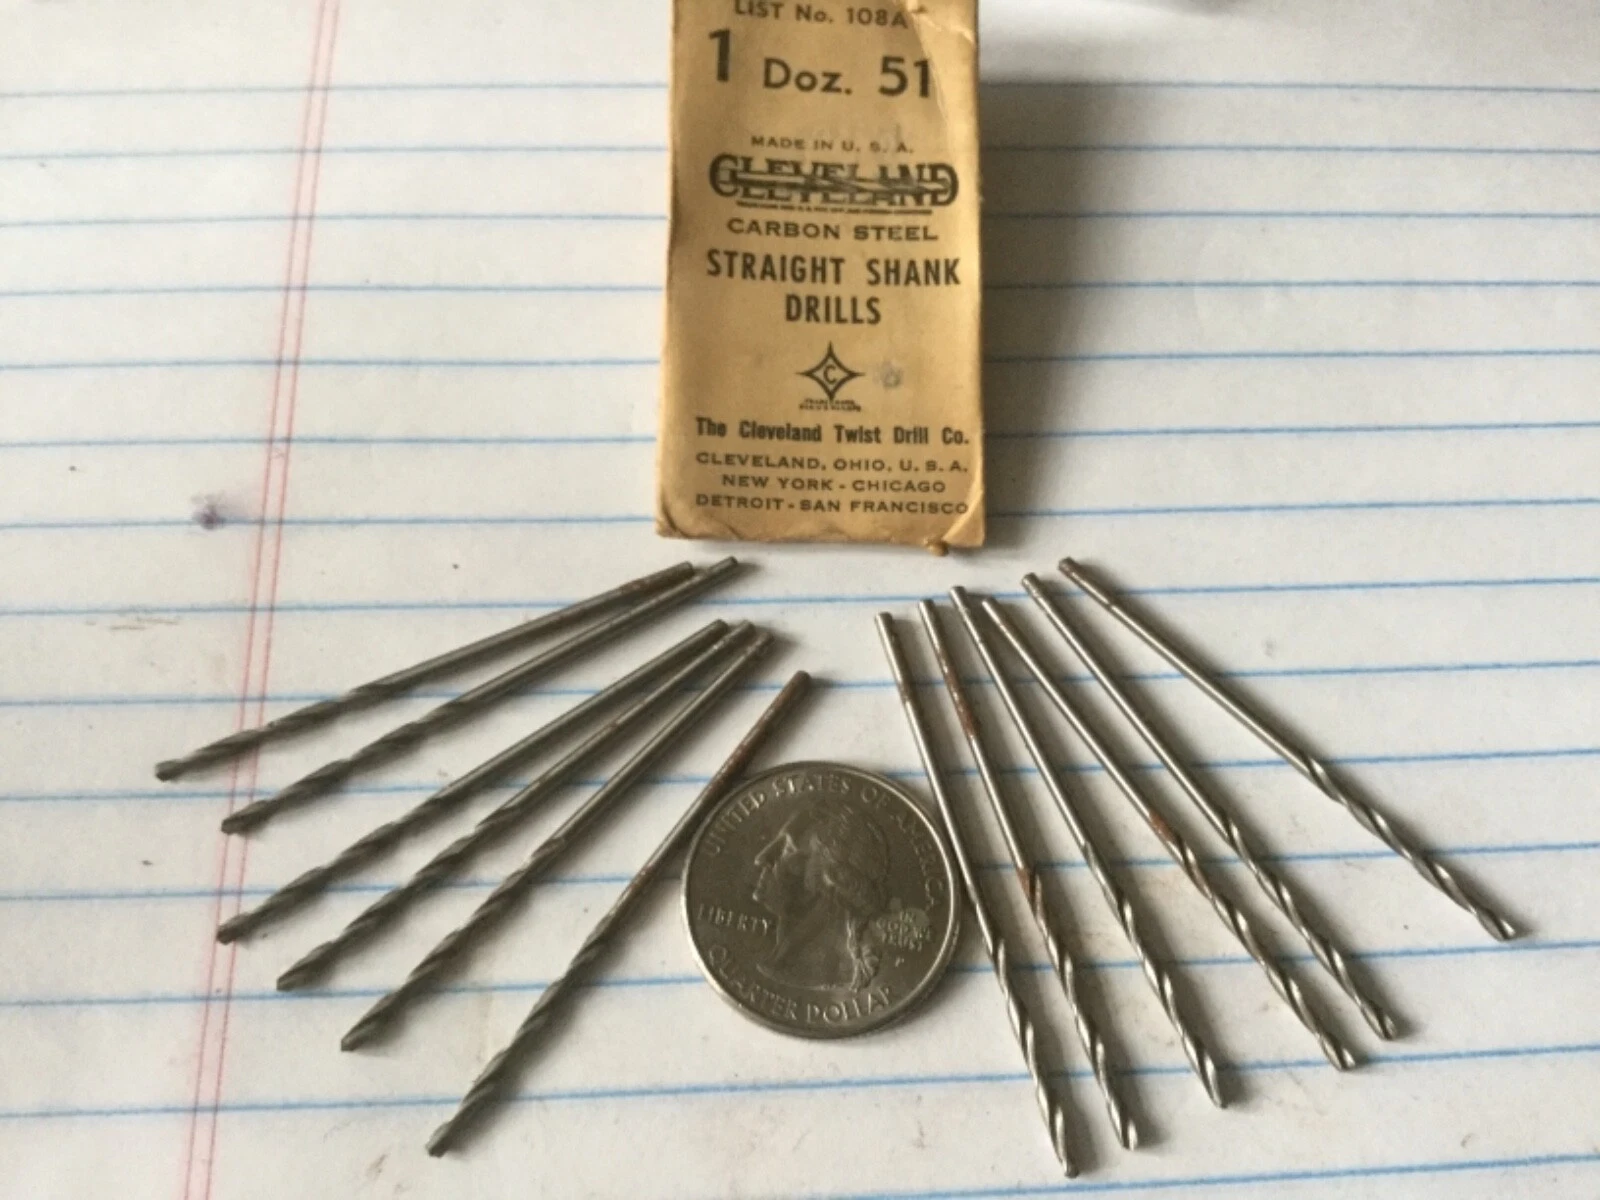 LIST No. 108A
1 Doz. 51
MADE IN U. S. A.
CLEVELAND
CARBON STEEL
STRAIGHT SHANK
DRILLS
C
The Cleveland Twist Drill Co.
CLEVELAND, OHIO, U. S. A.
NEW YORK - CHICAGO
DETROIT - SAN FRANCISCO
UNITED STATES OF AMERICA
LIBERTY
IN
GOD WE
TRUST
P
QUARTER DOLLAR